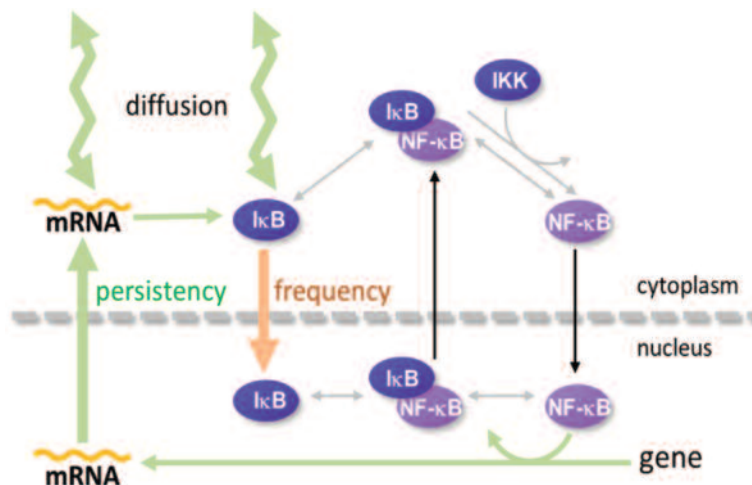 diffusion
IKK
IκB
NF-κB
mRNA
IκB
NF-κB
persistency
frequency
cytoplasm
nucleus
IκB
IκB
NF-κB
NF-κB
mRNA
gene